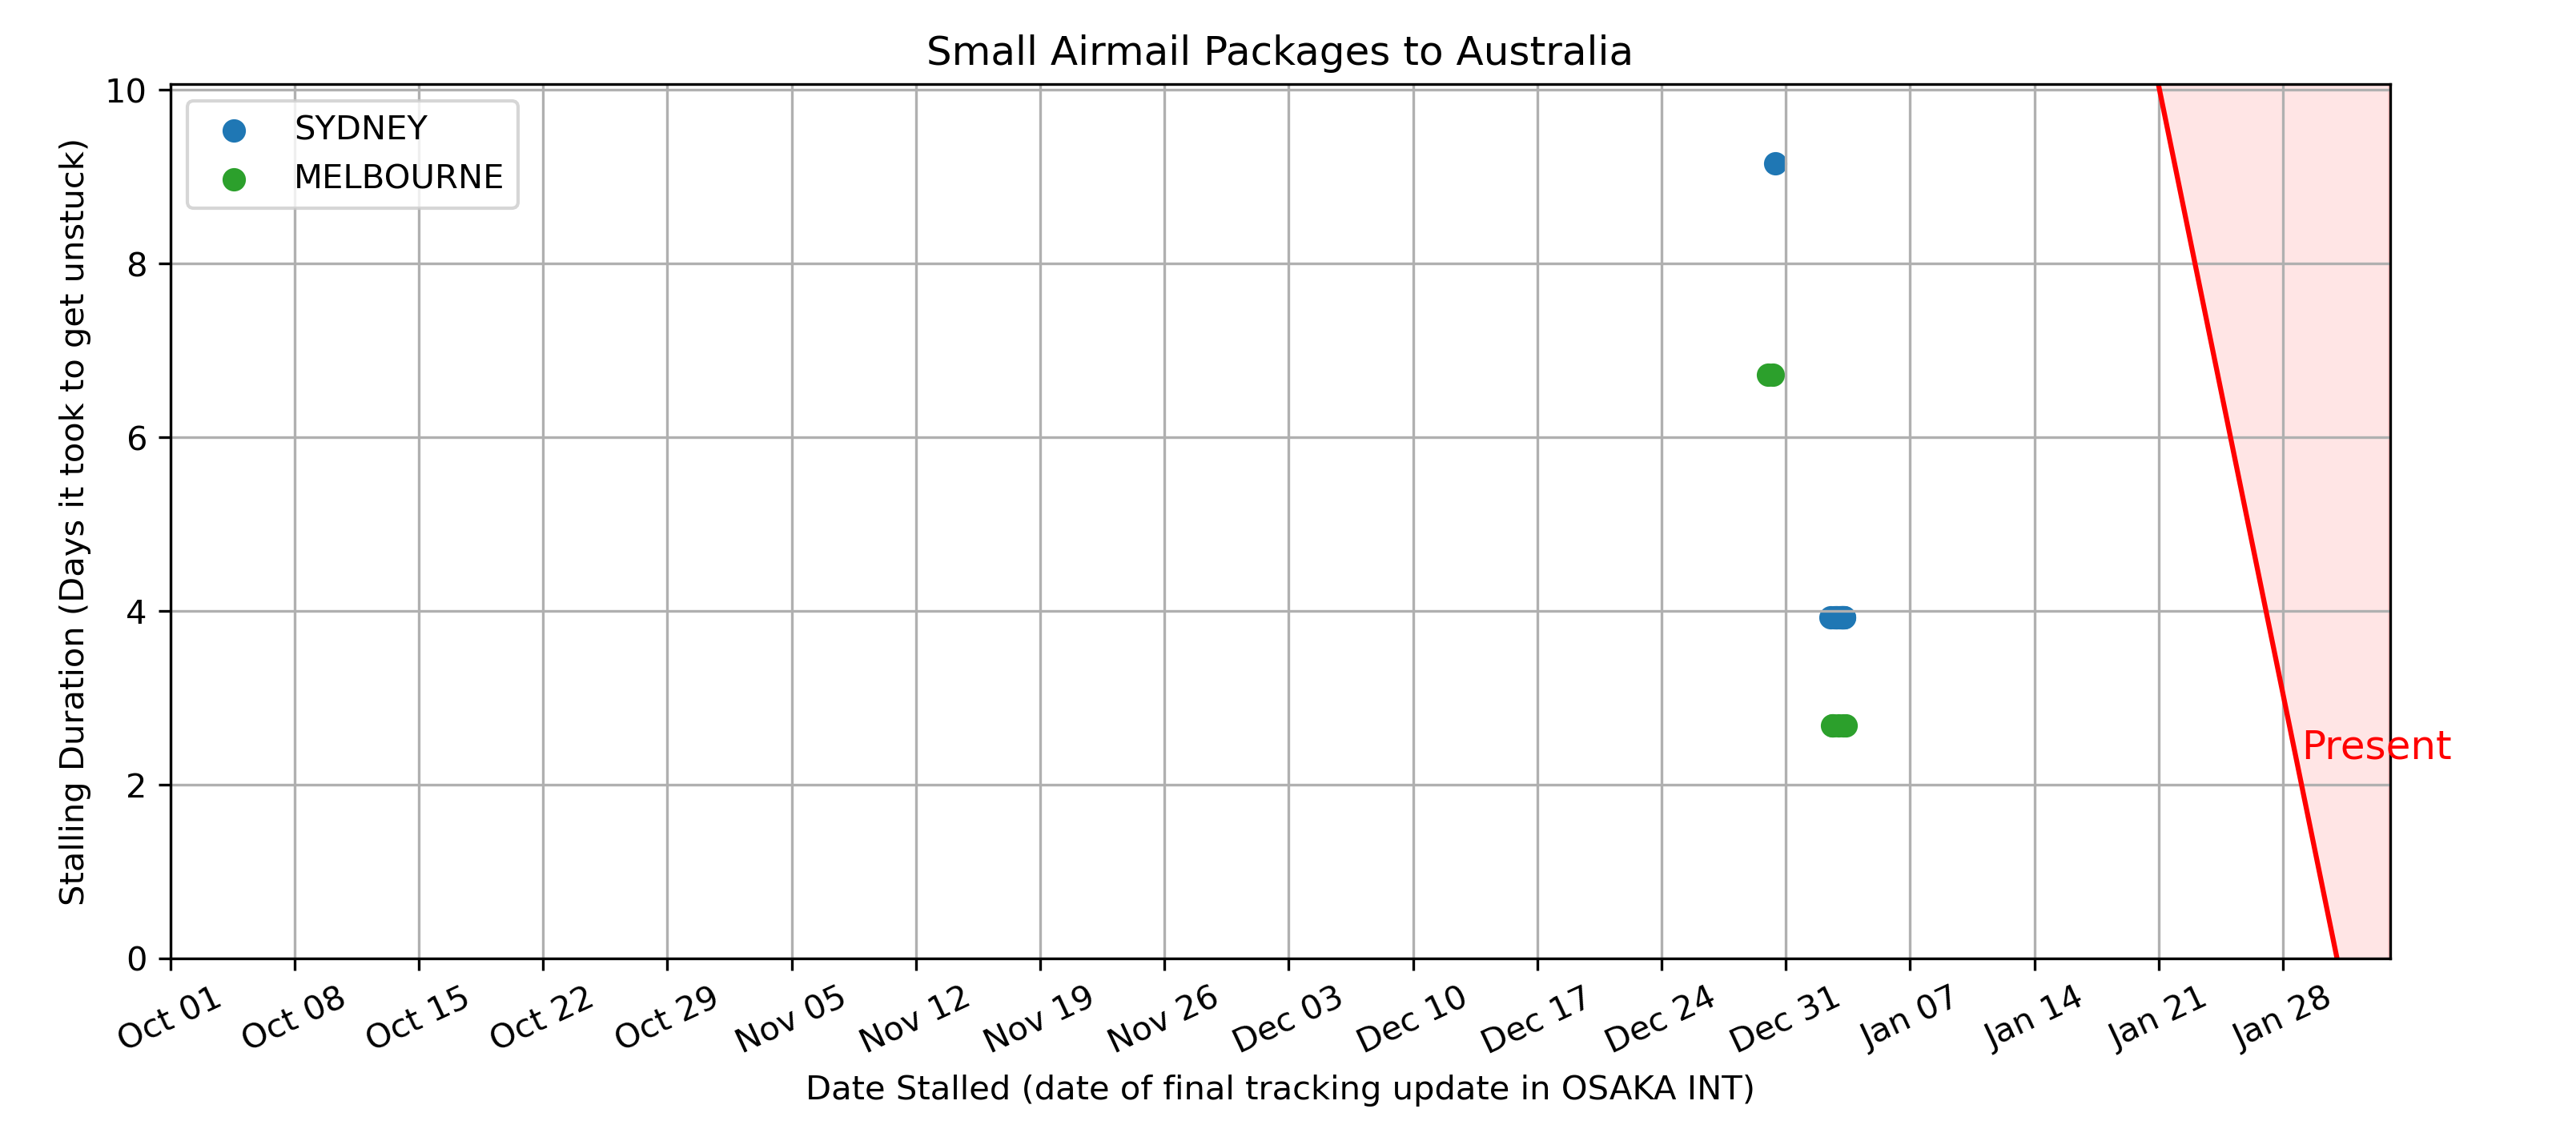 Small Airmail Packages to Australia
SYDNEY
MELBOURNE
Stalling Duration (Days it took to get unstuck)
10
8
6
4
2
0
Present
Oct 01
Oct 08
Oct 15
Oct 22
Oct 29
Nov 05
Nov 12
Nov 19
Nov 26
Dec 03
Dec 10
Dec 17
Dec 24
Dec 31
Jan 07
Jan 14
Jan 21
Jan 28
Date Stalled (date of final tracking update in OSAKA INT)